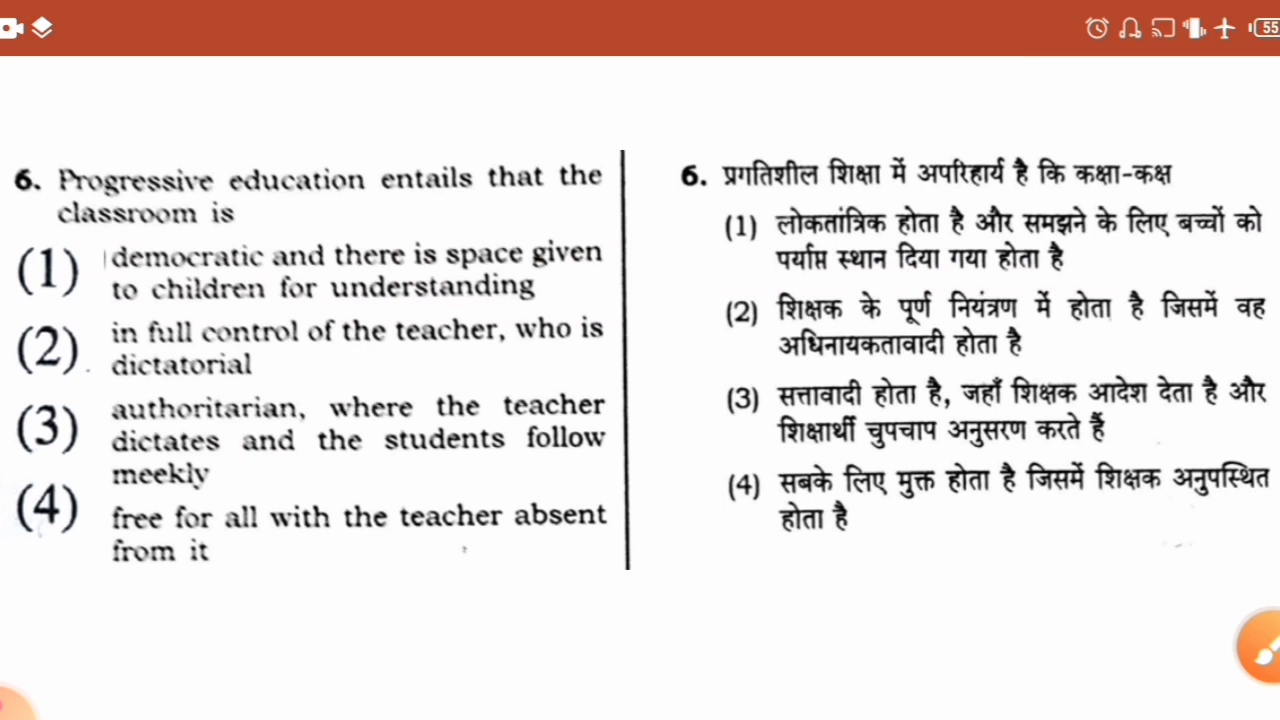 55
6. Progressive education entails that the
classroom is
(1) democratic and there is space given
to children for understanding
(2) in full control of the teacher, who is
dictatorial
(3) authoritarian, where the teacher
dictates and the students follow
meekly
(4) free for all with the teacher absent
from it
6. प्रगतिशील शिक्षा में अपरिहार्य है कि कक्षा-कक्ष
(1) लोकतांत्रिक होता है और समझने के लिए बच्चों को
पर्याप्त स्थान दिया गया होता है
(2) शिक्षक के पूर्ण नियंत्रण में होता है जिसमें वह
अधिनायकतावादी होता है
(3) सत्तावादी होता है, जहाँ शिक्षक आदेश देता है और
शिक्षार्थी चुपचाप अनुसरण करते हैं
(4) सबके लिए मुक्त होता है जिसमें शिक्षक अनुपस्थित
होता है